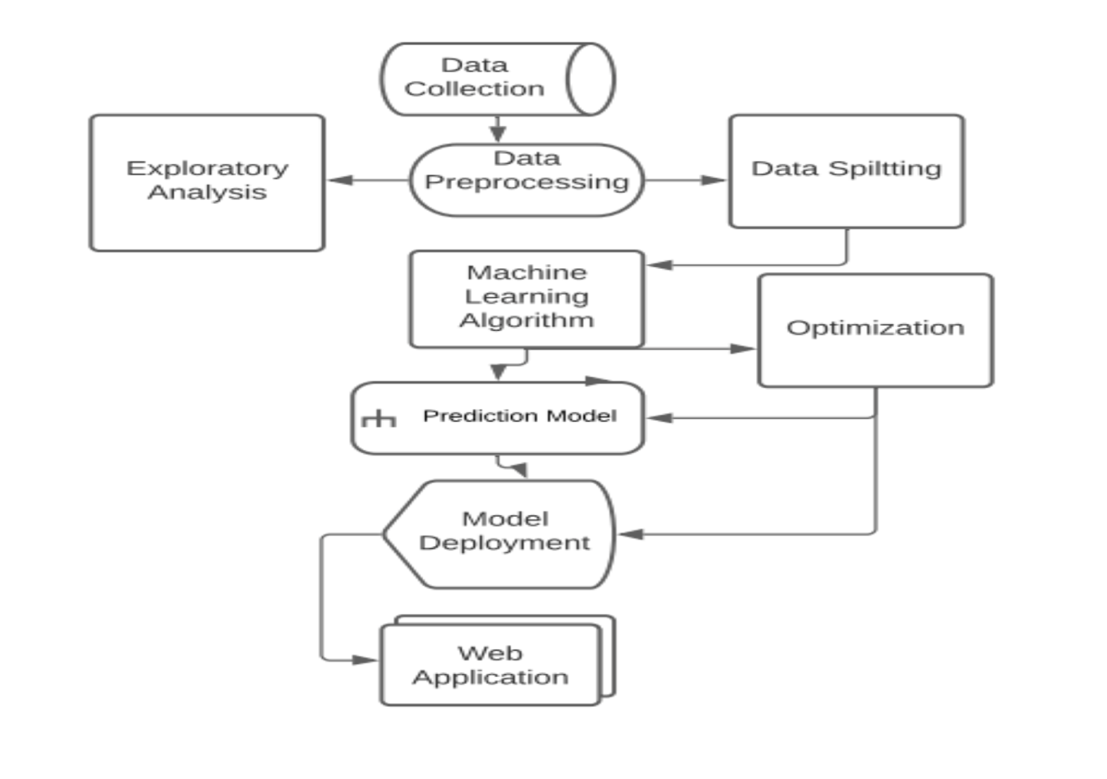 Data
Collection
Exploratory
Analysis
Data
Preprocessing
Data Spiltting
Machine
Learning
Algorithm
Optimization
Prediction Model
Model
Deployment
Web
Application